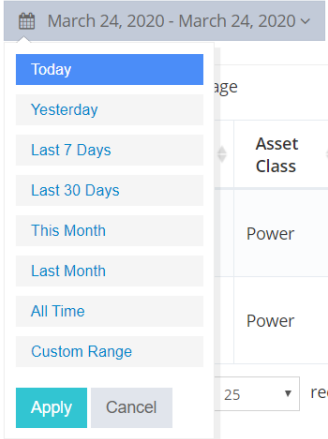 March 24, 2020 - March 24, 2020
Today
Yesterday
Last 7 Days
Last 30 Days
This Month
Last Month
All Time
Custom Range
Apply Cancel
age
Asset
Class
Power
Power
25